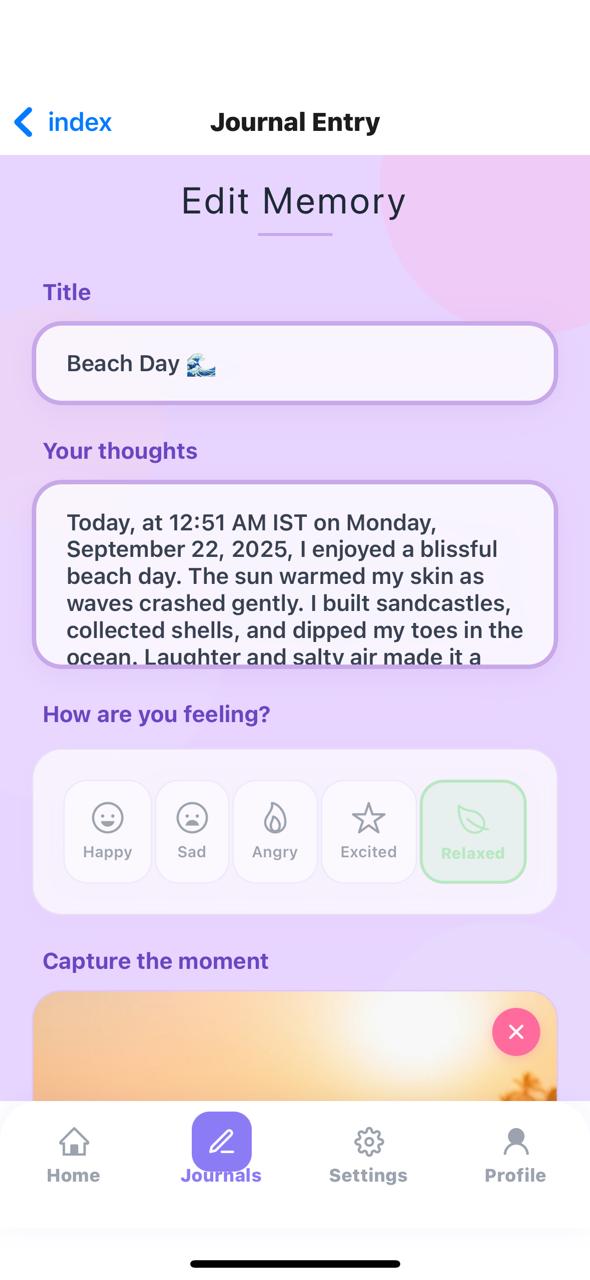 index
Journal Entry
Edit Memory
Title
Beach Day 🌊
Your thoughts
Today, at 12:51 AM IST on Monday,
September 22, 2025, I enjoyed a blissful
beach day. The sun warmed my skin as
waves crashed gently. I built sandcastles,
collected shells, and dipped my toes in the
ocean. Laughter and salty air made it a
How are you feeling?
Happy
Sad
Angry
Excited
Relaxed
Capture the moment
Home
Journals
Settings
Profile